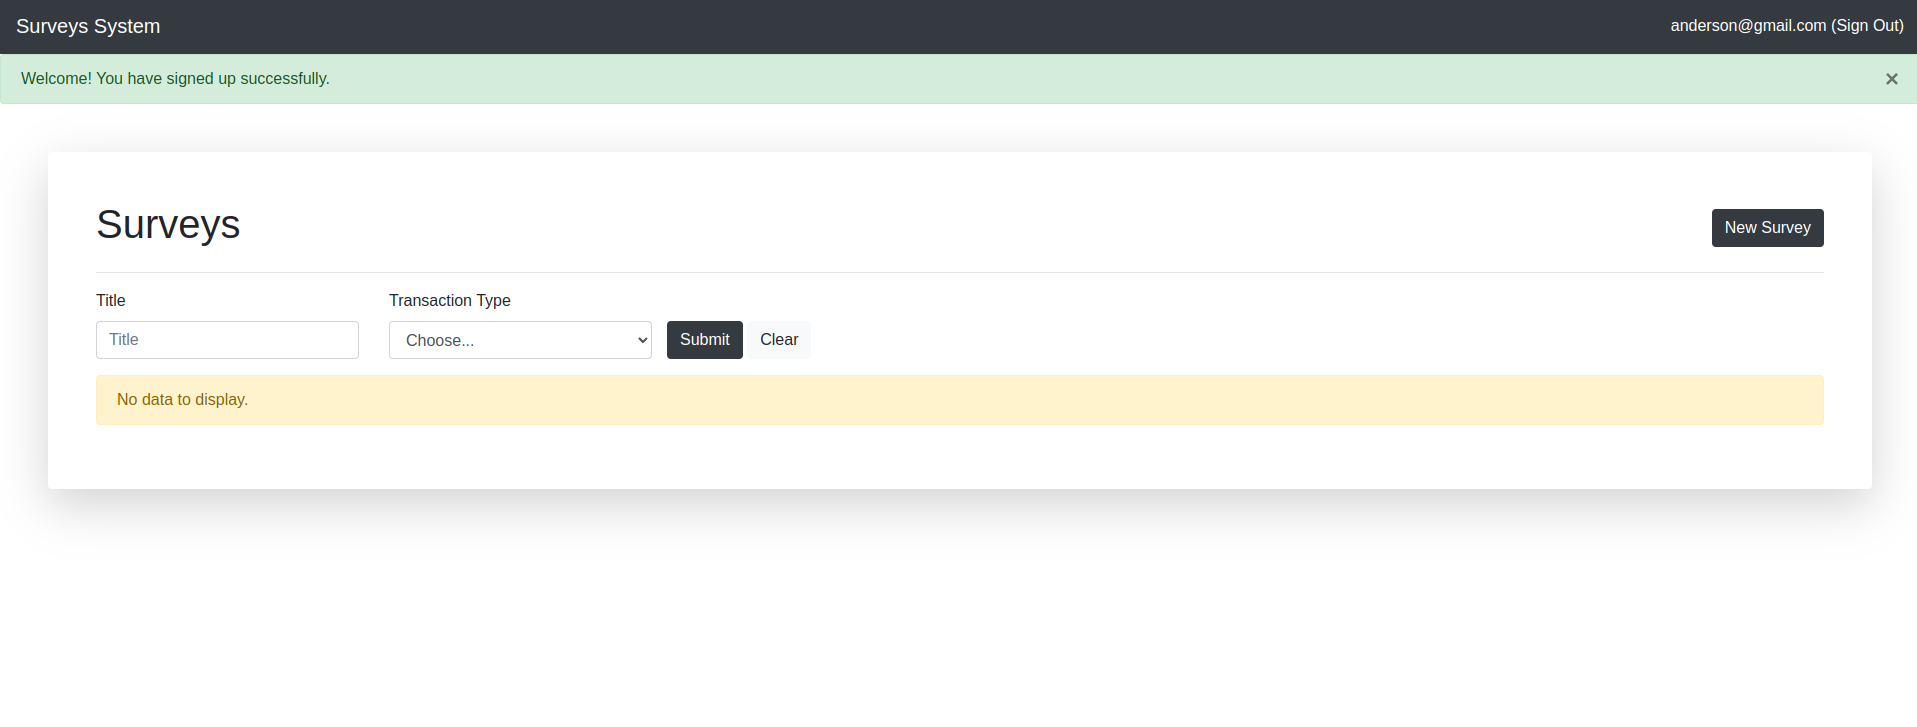 Surveys System anderson@gmail.com (Sign Out)
Welcome! You have signed up successfully. ×
Surveys New Survey
Title Transaction Type
Title Choose... Submit Clear
No data to display.